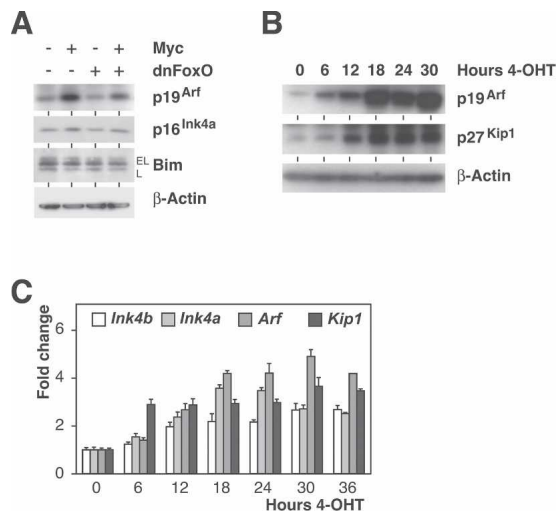 A
- + - + Myc
- - + + dnFoxO
p19Arf
p16Ink4a
EL Bim
L
β-Actin
B
0 6 12 18 24 30 Hours 4-OHT
p19Arf
p27Kip1
β-Actin
C
Fold change
Ink4b Ink4a Arf Kip1
6
4
2
0
0 6 12 18 24 30 36
Hours 4-OHT